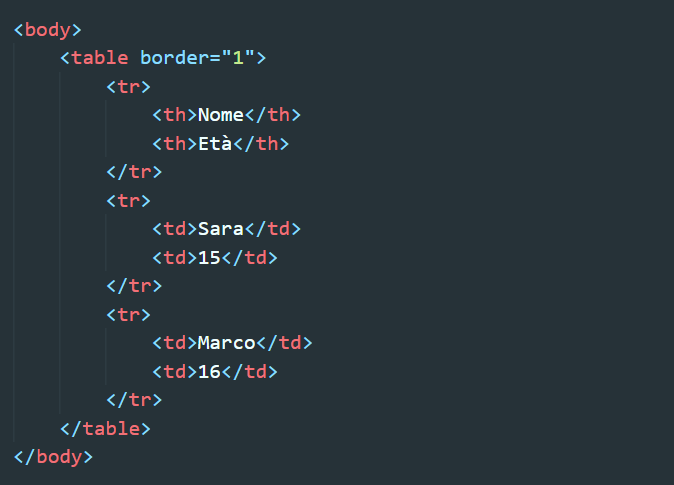 <body>
<table border="1">
<tr>
<th>Nome</th>
<th>Età</th>
</tr>
<tr>
<td>Sara</td>
<td>15</td>
</tr>
<tr>
<td>Marco</td>
<td>16</td>
</tr>
</table>
</body>